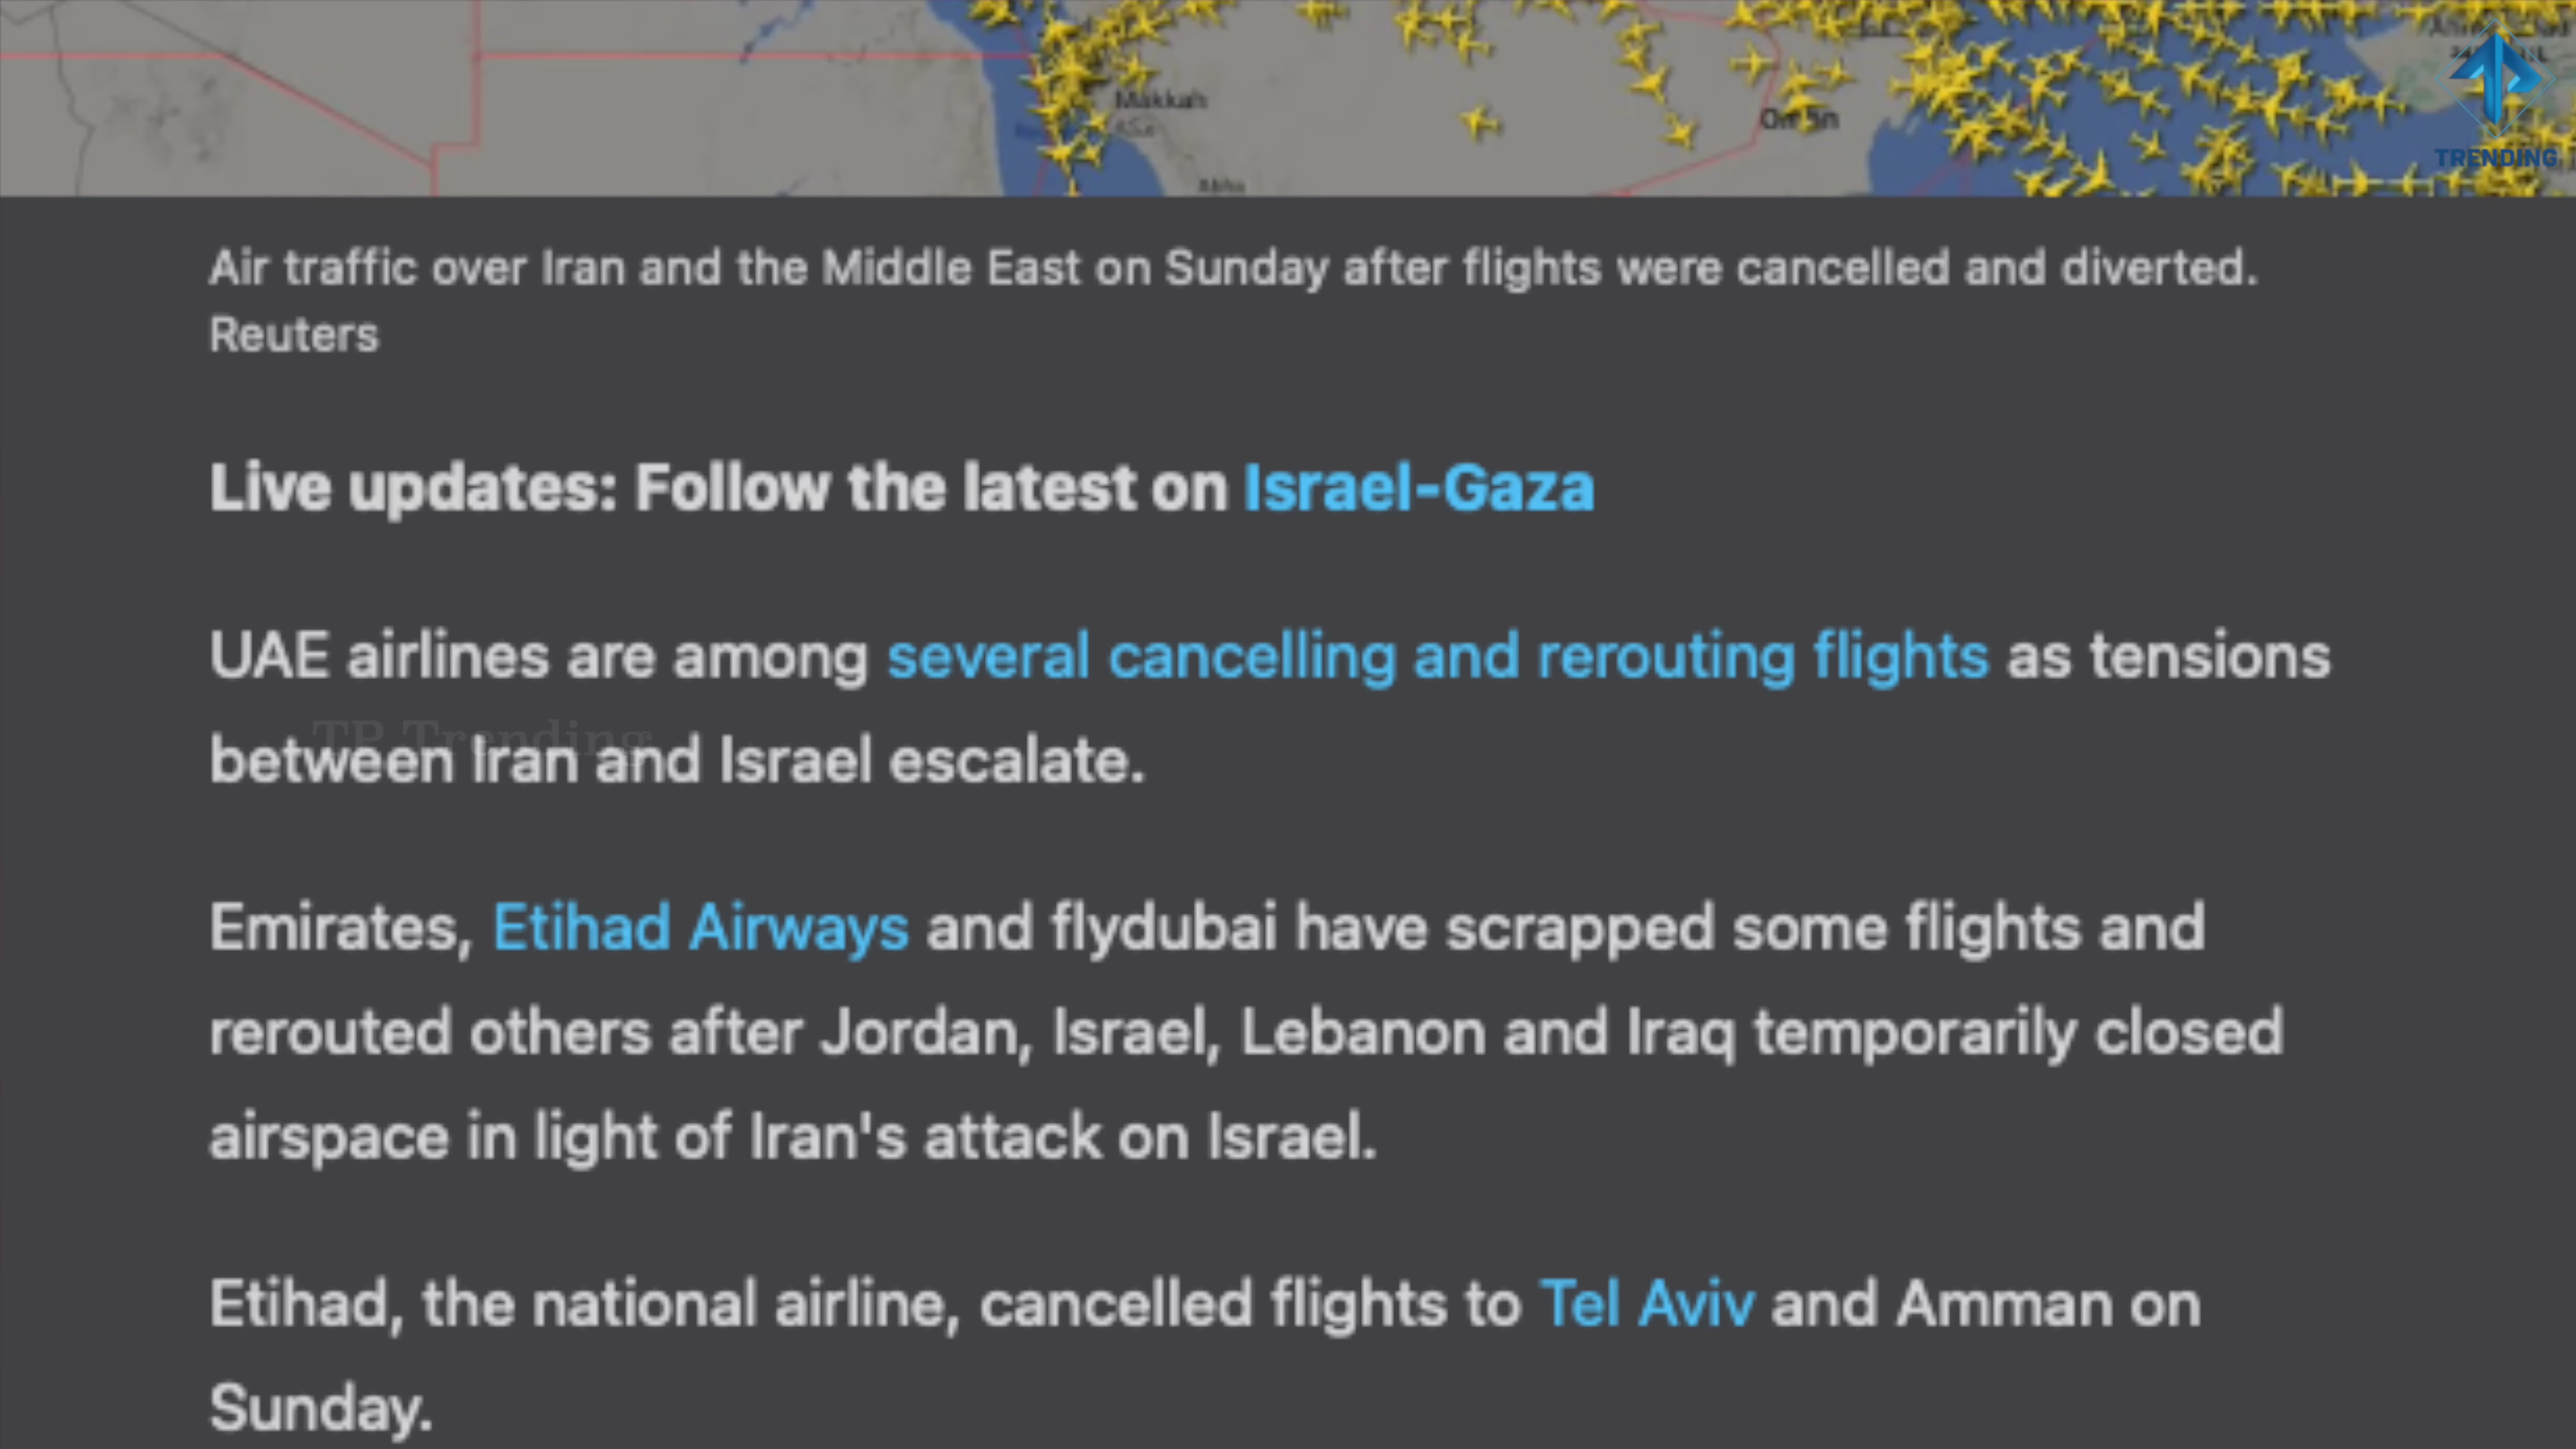 Makkah
Abha
TRENDING
Air traffic over Iran and the Middle East on Sunday after flights were cancelled and diverted.
Reuters
Live updates: Follow the latest on Israel-Gaza
UAE airlines are among several cancelling and rerouting flights as tensions
TP Trending
between Iran and Israel escalate.
Emirates, Etihad Airways and flydubai have scrapped some flights and
rerouted others after Jordan, Israel, Lebanon and Iraq temporarily closed
airspace in light of Iran's attack on Israel.
Etihad, the national airline, cancelled flights to Tel Aviv and Amman on
Sunday.